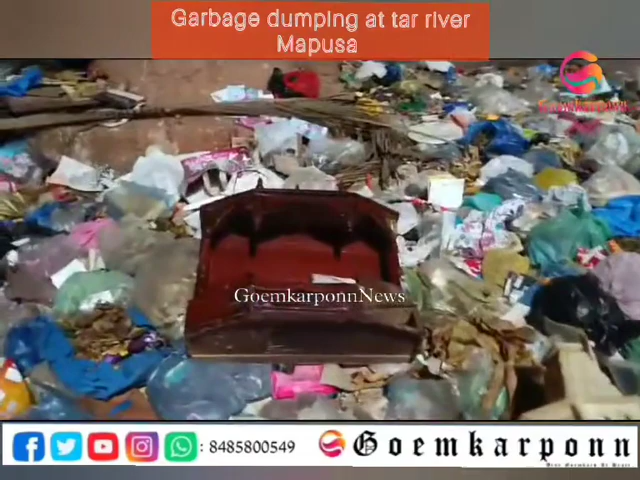 Garbage dumping at tar river
Mapusa
GoemkarponnNews
: 8485800549
Goemkarponn